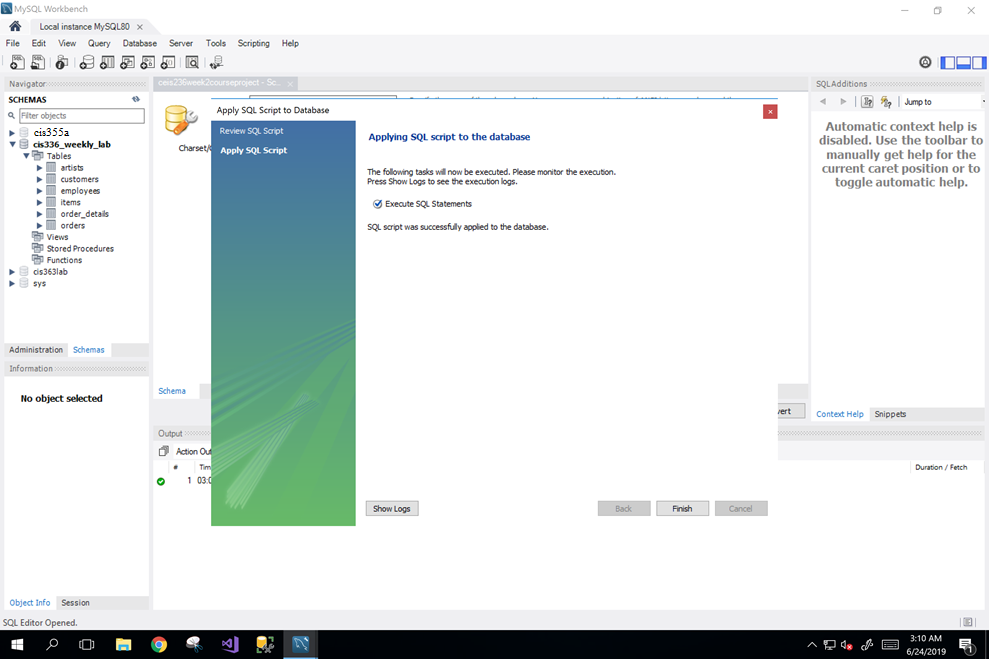 MySQL Workbench
Local instance MySQL80
File Edit View Query Database Server Tools Scripting Help
Navigator
SCHEMAS
Filter objects
cis355a
cis336_weekly_lab
Tables
artists
customers
employees
items
order_details
orders
Views
Stored Procedures
Functions
cis363lab
sys
Administration Schemas
Information
No object selected
Object Info Session
SQL Editor Opened.
ceis236week2courseproject - Sc...
Charset/C
Schema
vert
Output
Action Out
# Tim
1 03:0
Duration / Fetch
Apply SQL Script to Database
Review SQL Script
Apply SQL Script
Applying SQL script to the database
The following tasks will now be executed. Please monitor the execution.
Press Show Logs to see the execution logs.
Execute SQL Statements
SQL script was successfully applied to the database.
Show Logs Back Finish Cancel
SQLAdditions
Jump to
Automatic context help is
disabled. Use the toolbar to
manually get help for the
current caret position or to
toggle automatic help.
Context Help Snippets
3:10 AM
6/24/2019
1